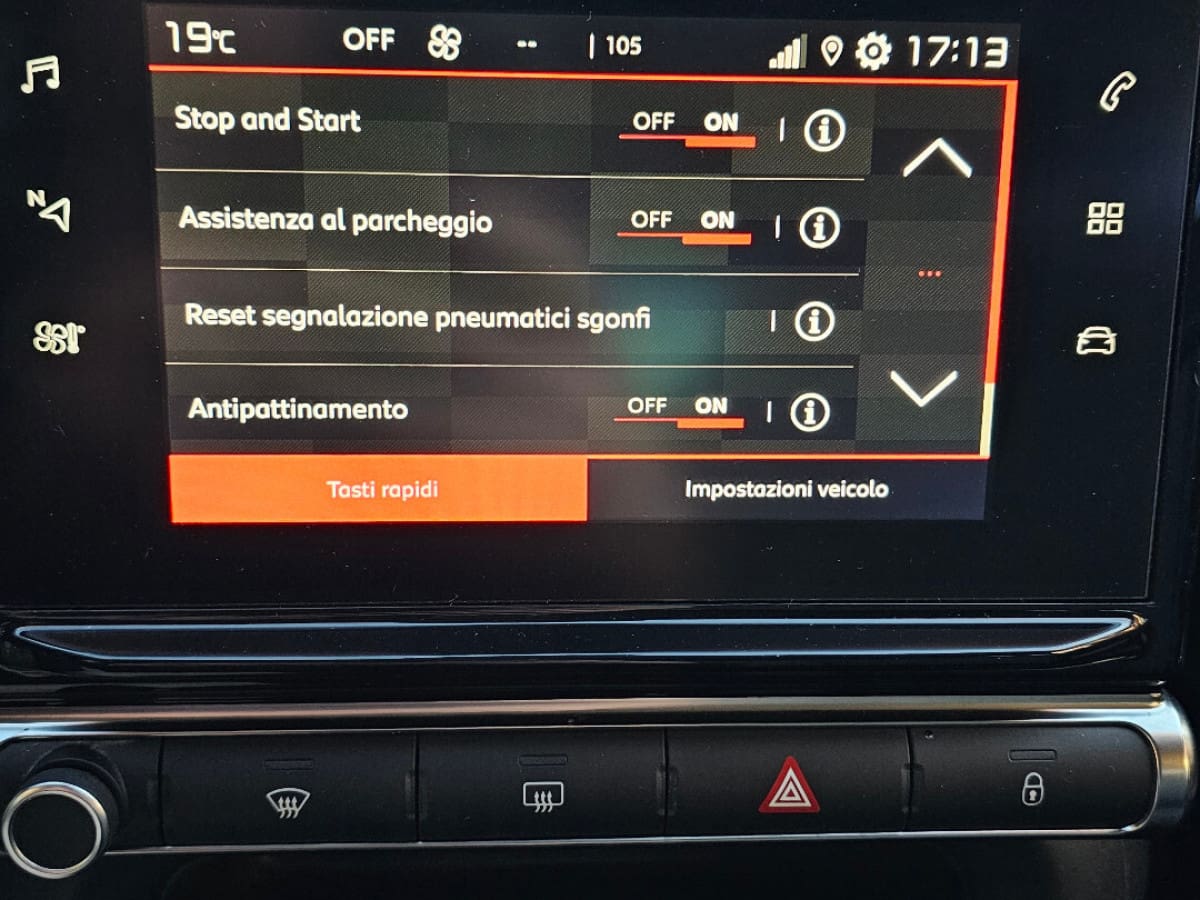 19°C OFF -- | 105 17:13
Stop and Start OFF ON | i
Assistenza al parcheggio OFF ON | i
Reset segnalazione pneumatici sgonfi | i
Antipattinamento OFF ON | i
Tasti rapidi Impostazioni veicolo
N